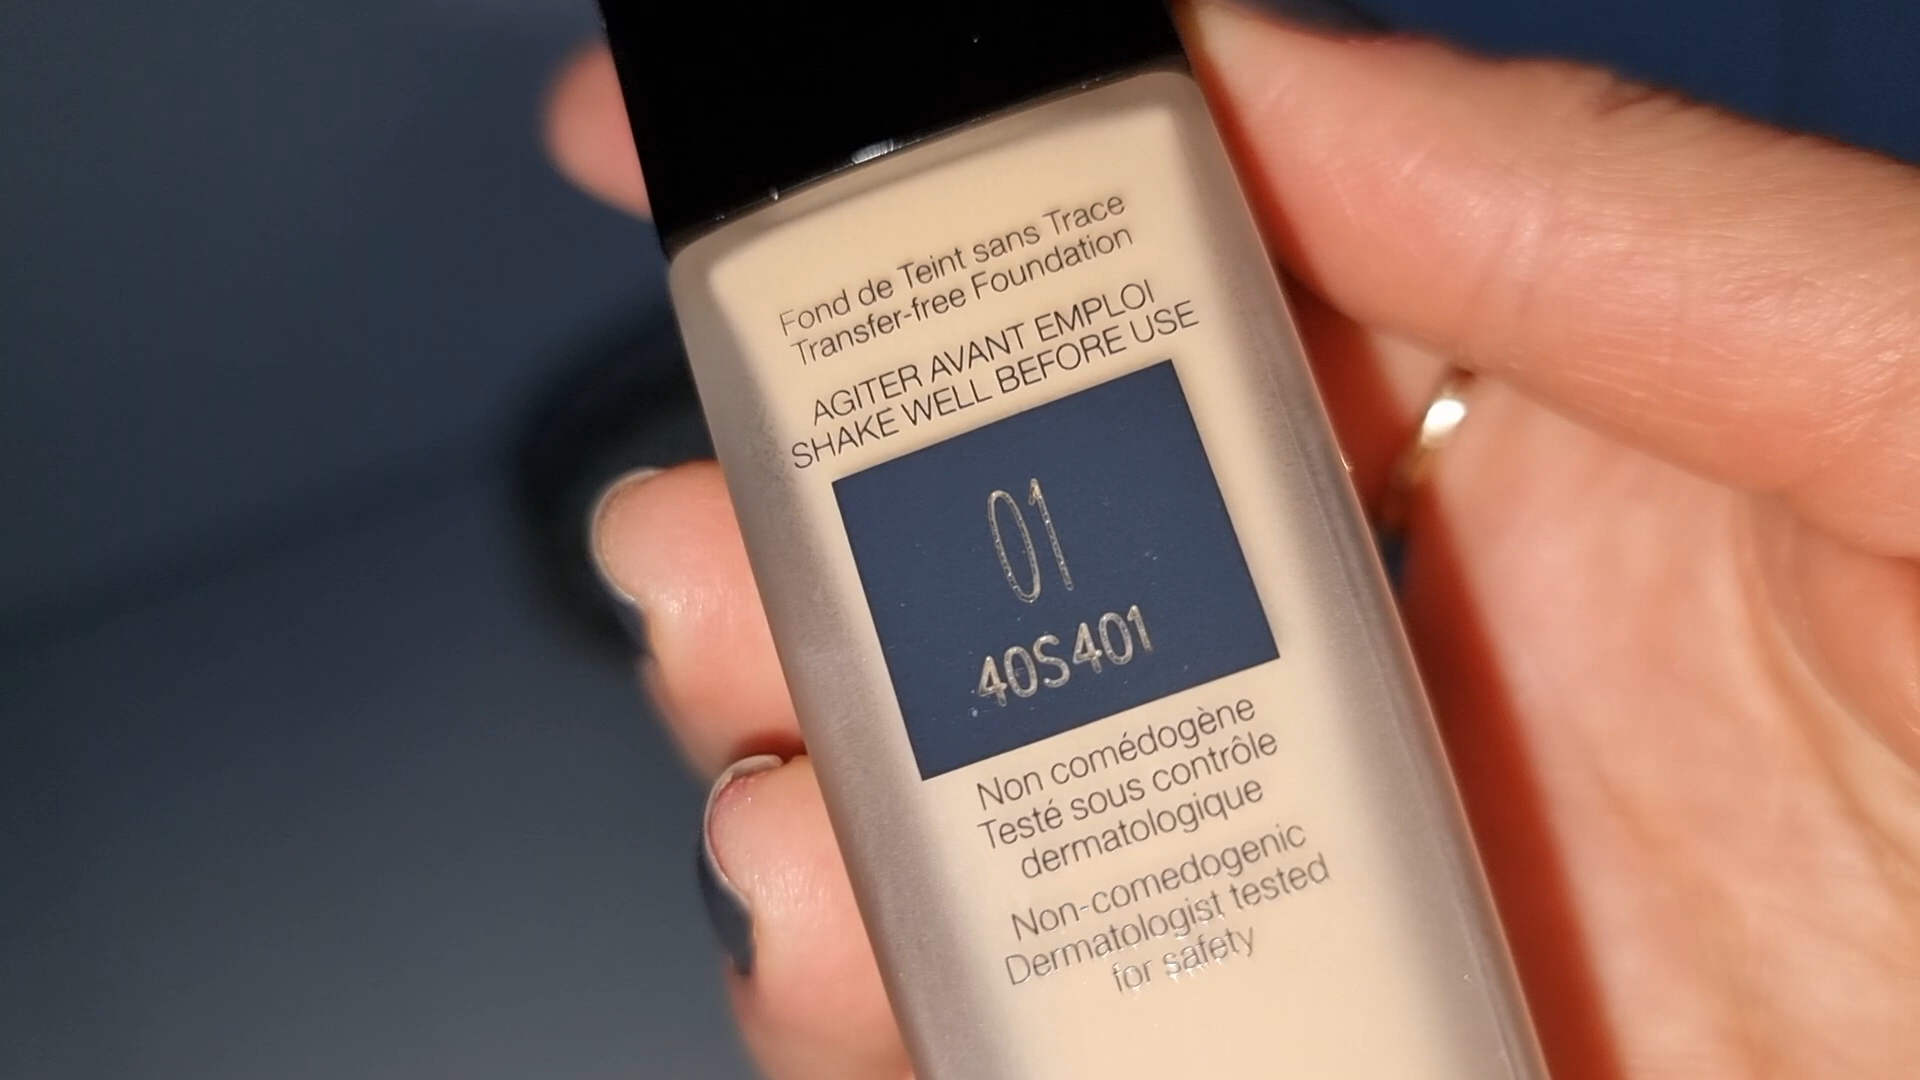 Fond de Teint sans Trace
Transfer-free Foundation
AGITER AVANT EMPLOI
SHAKE WELL BEFORE USE
01
40S401
Non comédogène
Testé sous contrôle
dermatologique
Non-comedogenic
Dermatologist tested
for safety